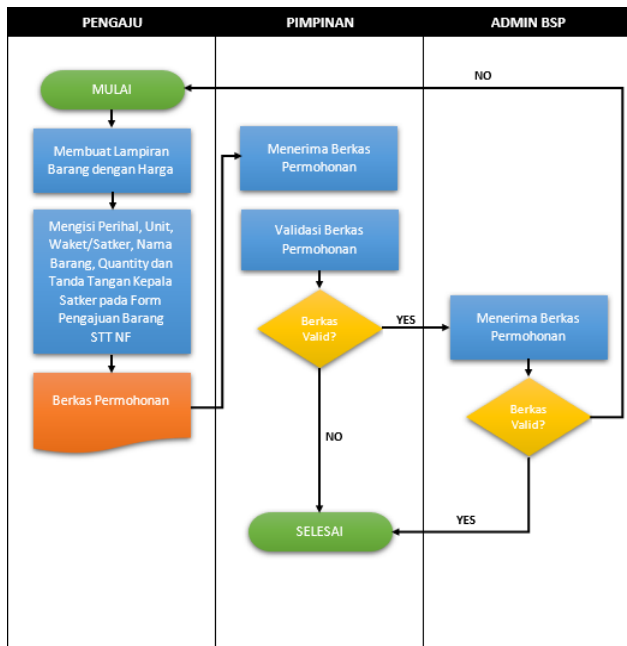 PENGAJU
PIMPINAN
ADMIN BSP
NO
MULAI
Membuat Lampiran
Barang dengan Harga
Mengisi Perihal, Unit,
Waket/Satker, Nama
Barang, Quantity dan
Tanda Tangan Kepala
Satker pada Form
Pengajuan Barang
STT NF
Berkas Permohonan
Menerima Berkas
Permohonan
Validasi Berkas
Permohonan
Berkas
Valid?
YES
NO
Menerima Berkas
Permohonan
Berkas
Valid?
YES
SELESAI